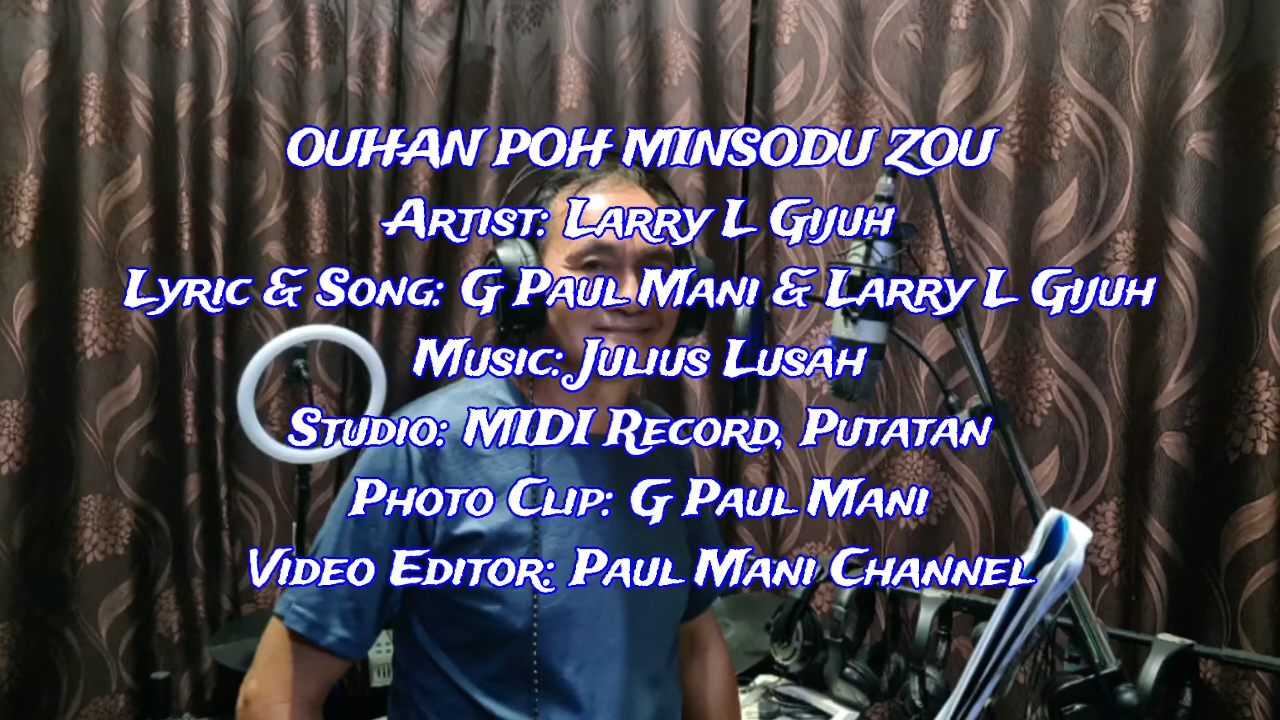 OUHAN POH MINSODU ZOU
Artist: Larry L Gijuh
Lyric & Song: G Paul Mani & Larry L Gijuh
Music: Julius Lusah
Studio: MIDI Record, Putatan
Photo Clip: G Paul Mani
Video Editor: Paul Mani Channel